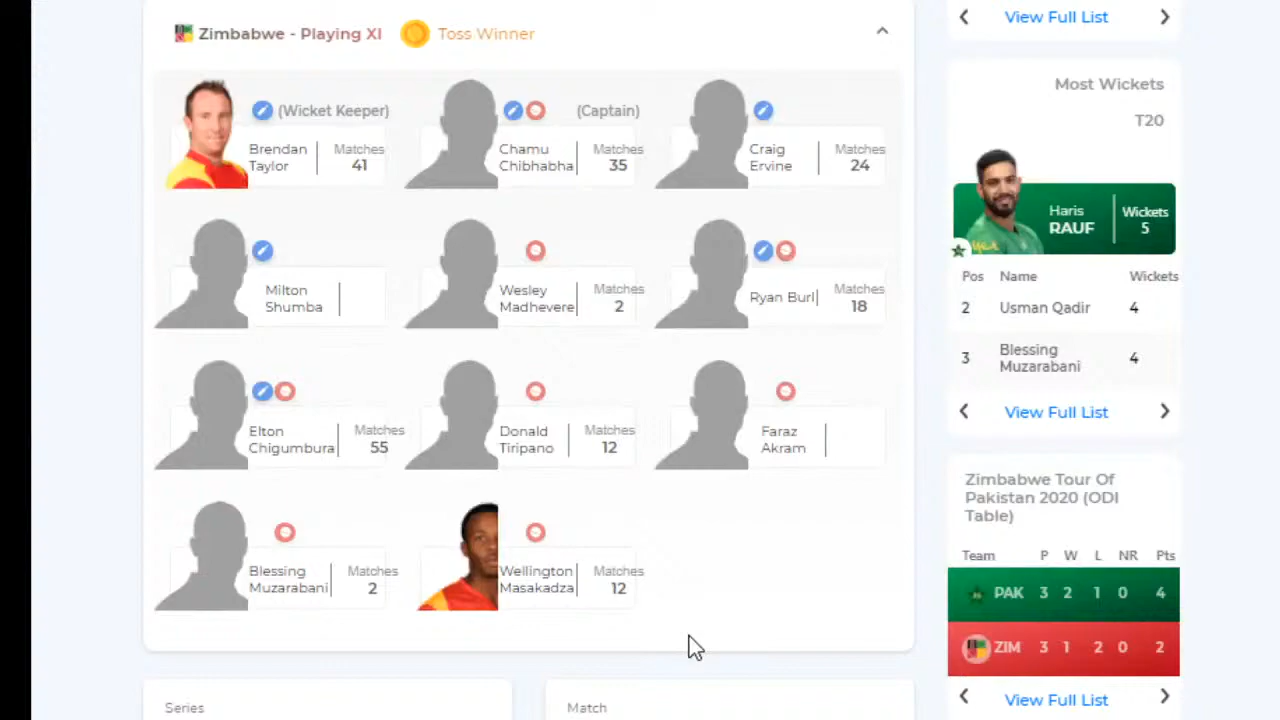 Zimbabwe - Playing XI Toss Winner
(Wicket Keeper)
Brendan
Taylor
Matches
41
(Captain)
Chamu
Chibhabha
Matches
35
Craig
Ervine
Matches
24
Milton
Shumba
Wesley
Madhevere
Matches
2
Ryan Burl
Matches
18
Elton
Chigumbura
Matches
55
Donald
Tiripano
Matches
12
Faraz
Akram
Blessing
Muzarabani
Matches
2
Wellington
Masakadza
Matches
12
Series
Match
View Full List
Most Wickets
T20
Haris
RAUF
Wickets
5
Pos Name Wickets
2 Usman Qadir 4
3 Blessing Muzarabani 4
View Full List
Zimbabwe Tour Of
Pakistan 2020 (ODI
Table)
Team P W L NR Pts
PAK 3 2 1 0 4
ZIM 3 1 2 0 2
View Full List